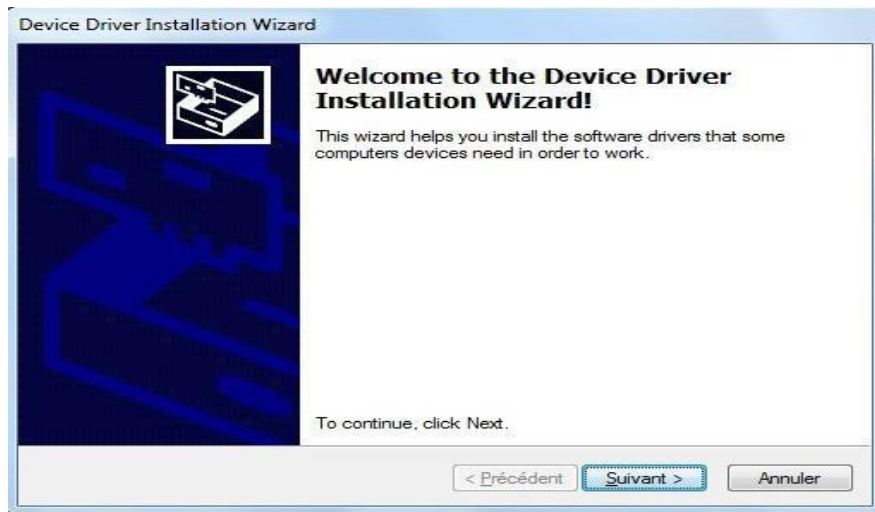 Device Driver Installation Wizard
Welcome to the Device Driver
Installation Wizard!
This wizard helps you install the software drivers that some
computers devices need in order to work.
To continue, click Next.
< Précédent Suivant > Annuler